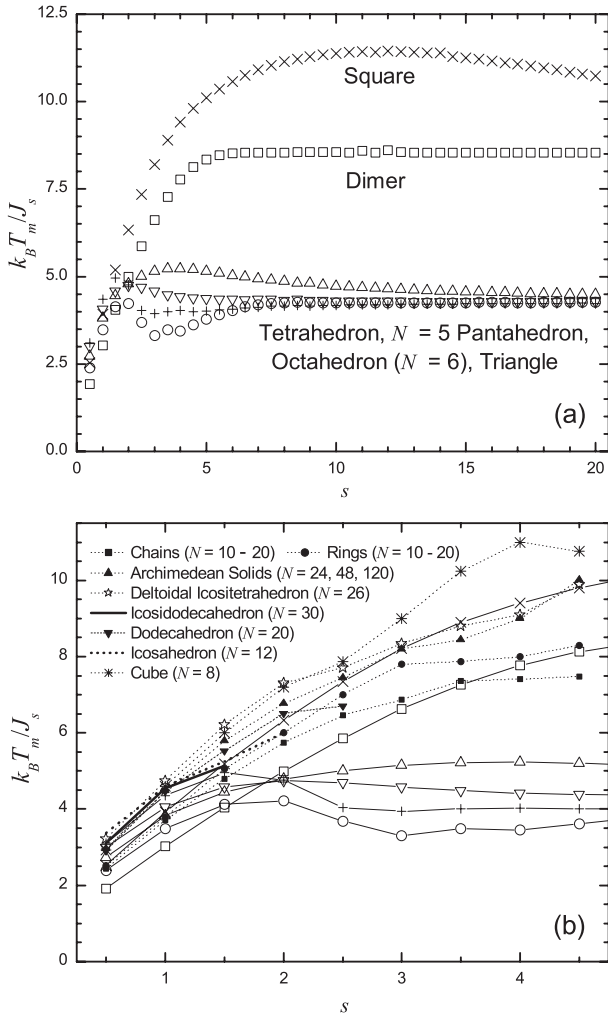 12.5
10.0
7.5
5.0
2.5
0.0
k_B T_m / J_s
Square
Dimer
Tetrahedron, N = 5 Pantahedron,
Octahedron (N = 6), Triangle
(a)
0 5 10 15 20
s
10
8
6
4
2
0
k_B T_m / J_s
Chains (N = 10 - 20) Rings (N = 10 - 20)
Archimedean Solids (N = 24, 48, 120)
Deltoidal Icositetrahedron (N = 26)
Icosidodecahedron (N = 30)
Dodecahedron (N = 20)
Icosahedron (N = 12)
Cube (N = 8)
(b)
1 2 3 4
s